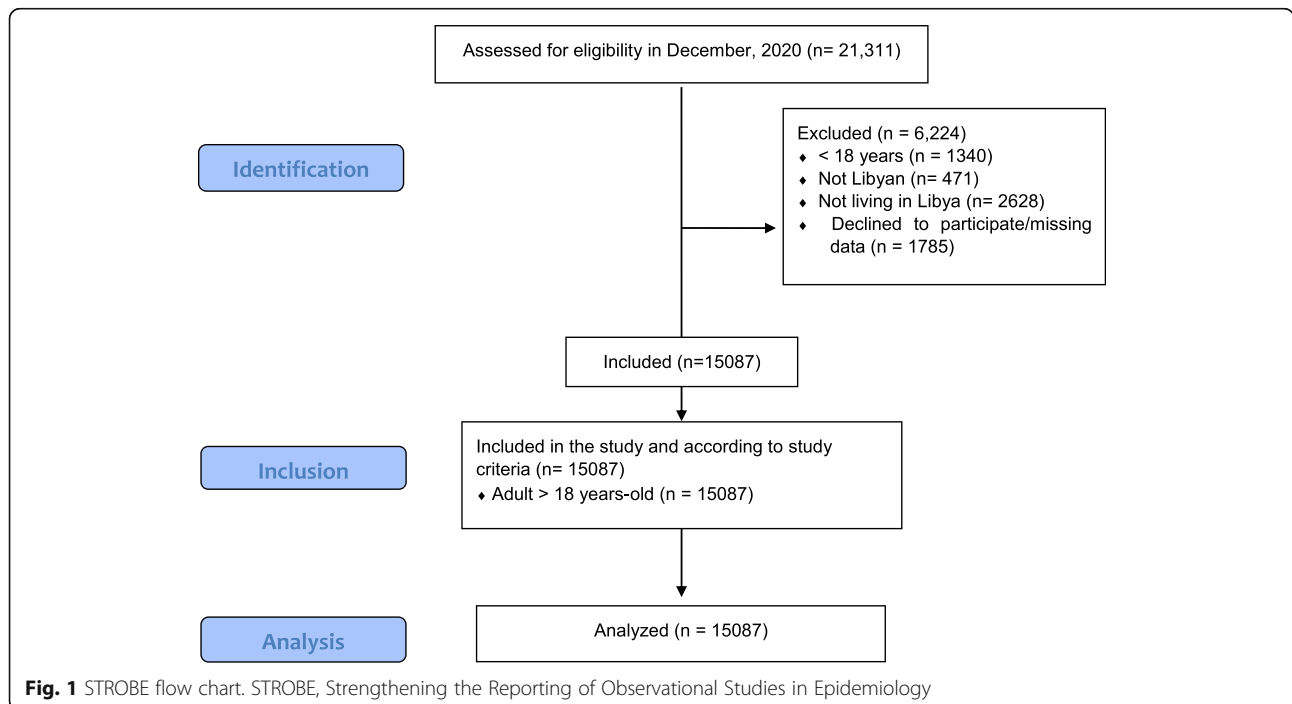 Assessed for eligibility in December, 2020 (n= 21,311)
Identification
Excluded (n = 6,224)
♦ < 18 years (n = 1340)
♦ Not Libyan (n= 471)
♦ Not living in Libya (n= 2628)
♦ Declined to participate/missing
data (n = 1785)
Included (n=15087)
Inclusion
Included in the study and according to study
criteria (n= 15087)
♦ Adult > 18 years-old (n = 15087)
Analysis
Analyzed (n = 15087)
Fig. 1 STROBE flow chart. STROBE, Strengthening the Reporting of Observational Studies in Epidemiology